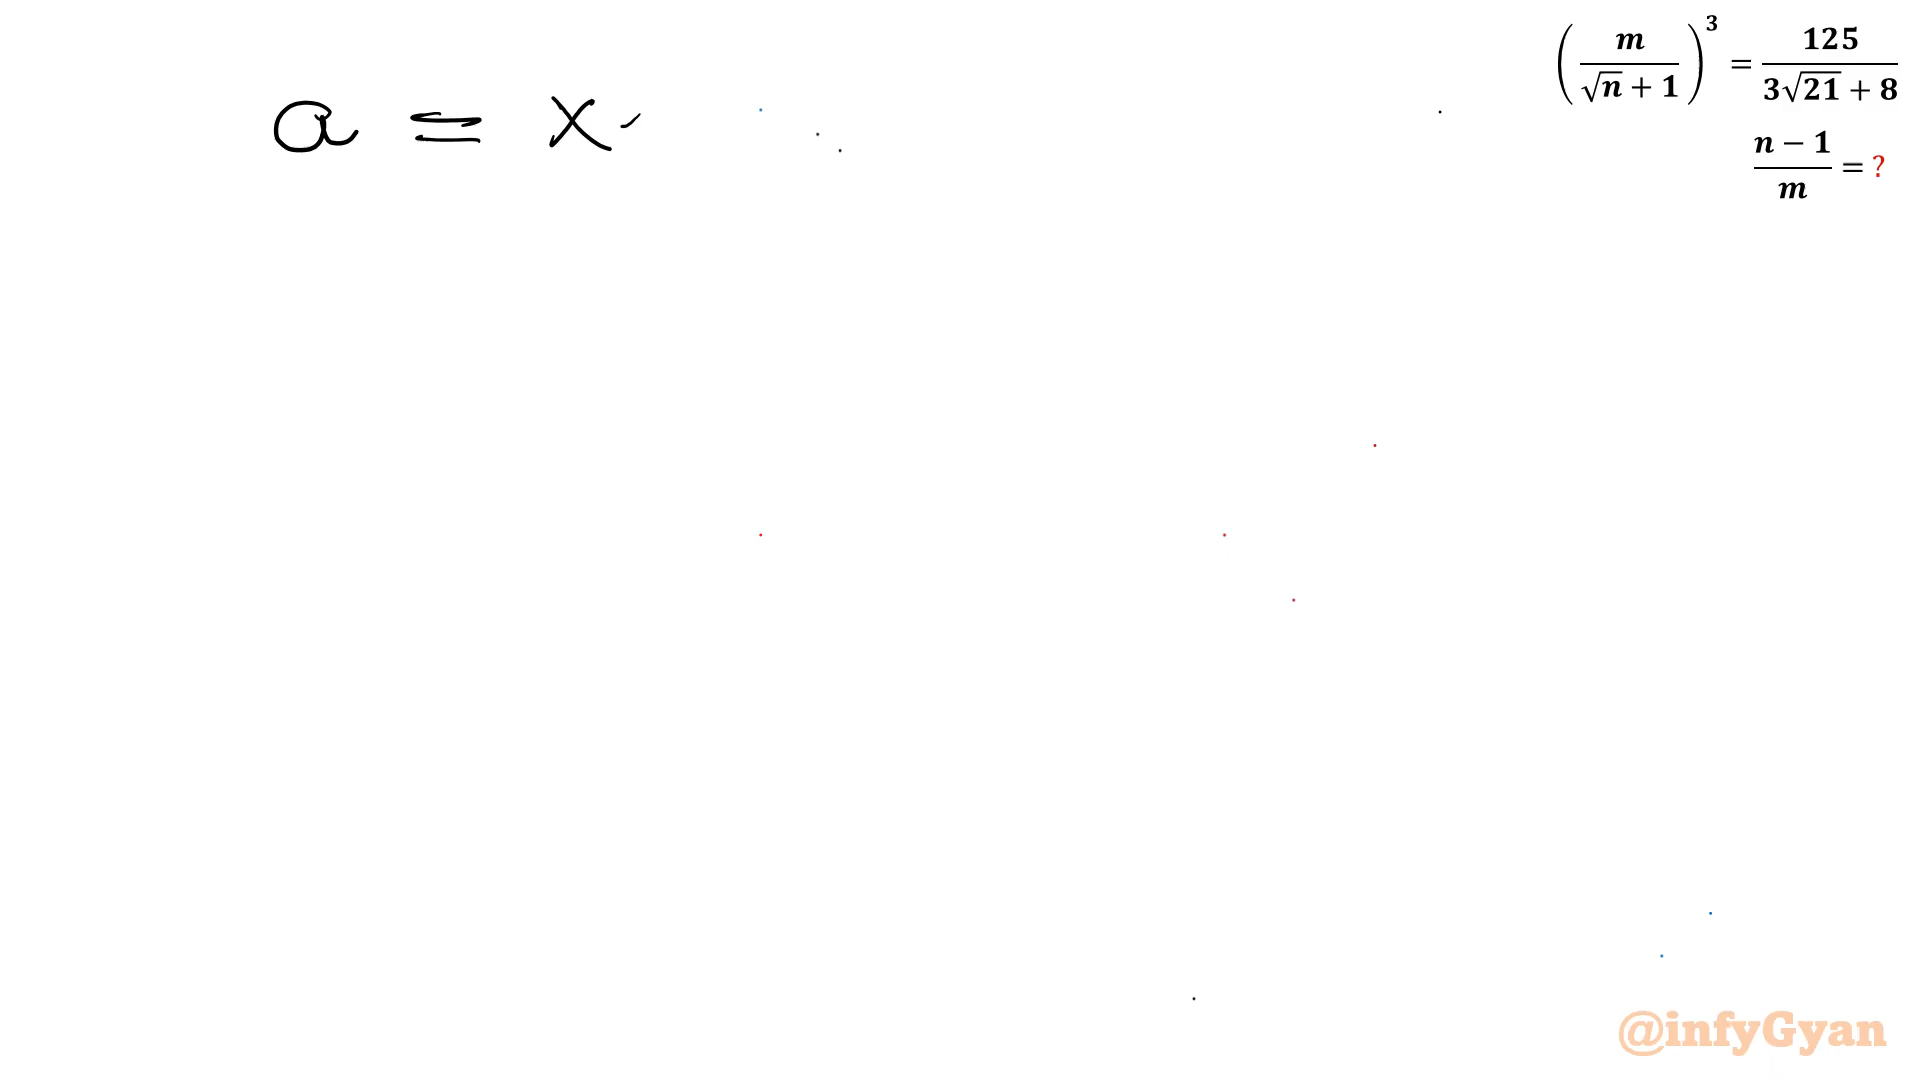 a = x
(m/(√n + 1))³ = 125/(3√21 + 8)
(n − 1)/m = ?
@infyGyan